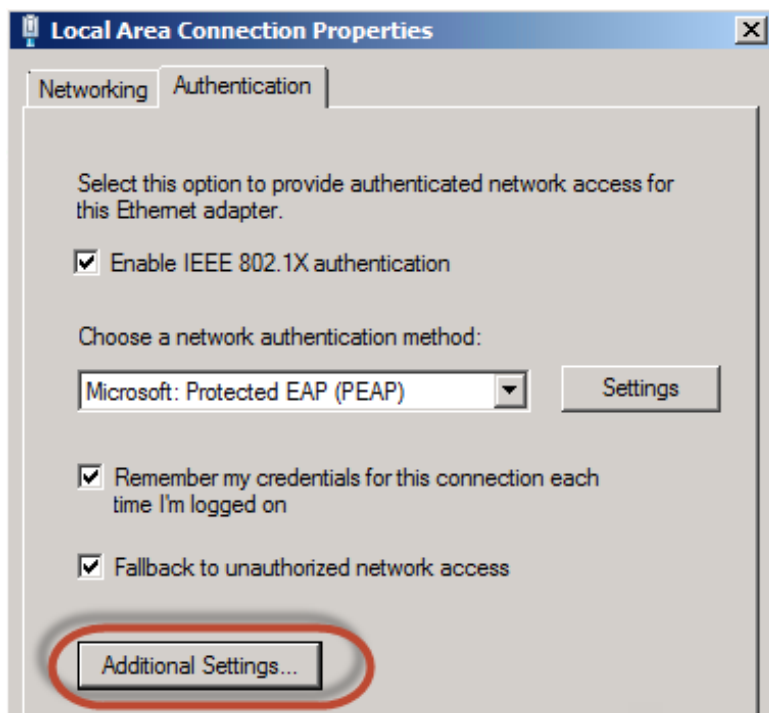 Local Area Connection Properties
Networking
Authentication
Select this option to provide authenticated network access for
this Ethernet adapter.
Enable IEEE 802.1X authentication
Choose a network authentication method:
Microsoft: Protected EAP (PEAP)
Settings
Remember my credentials for this connection each
time I'm logged on
Fallback to unauthorized network access
Additional Settings...